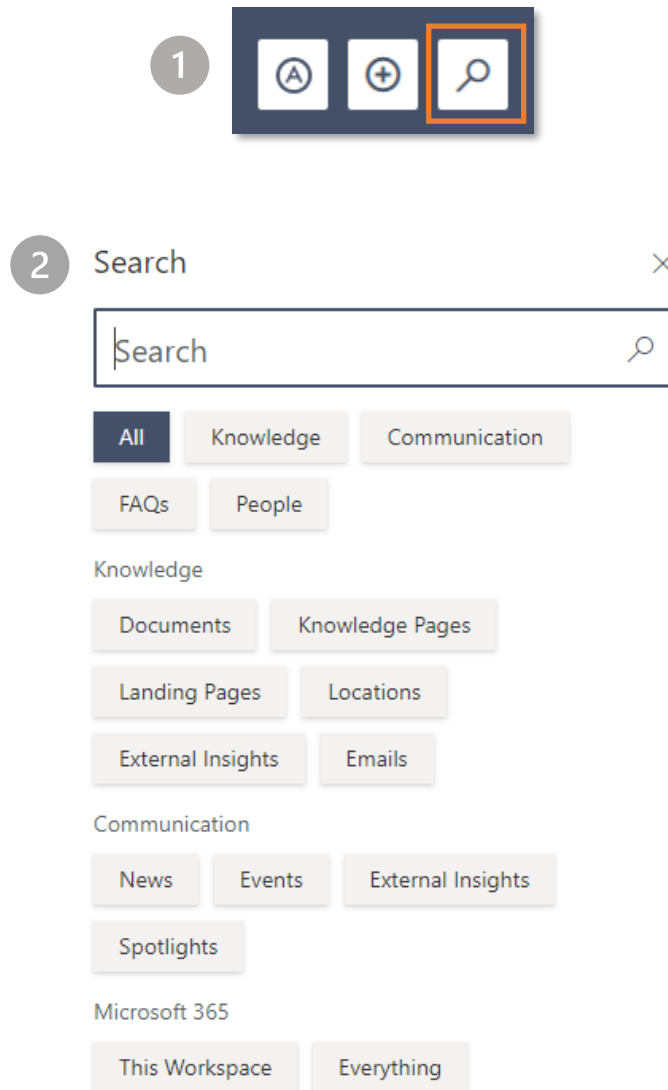 1
A
2 Search
Search
All Knowledge Communication
FAQs People
Knowledge
Documents Knowledge Pages
Landing Pages Locations
External Insights Emails
Communication
News Events External Insights
Spotlights
Microsoft 365
This Workspace Everything